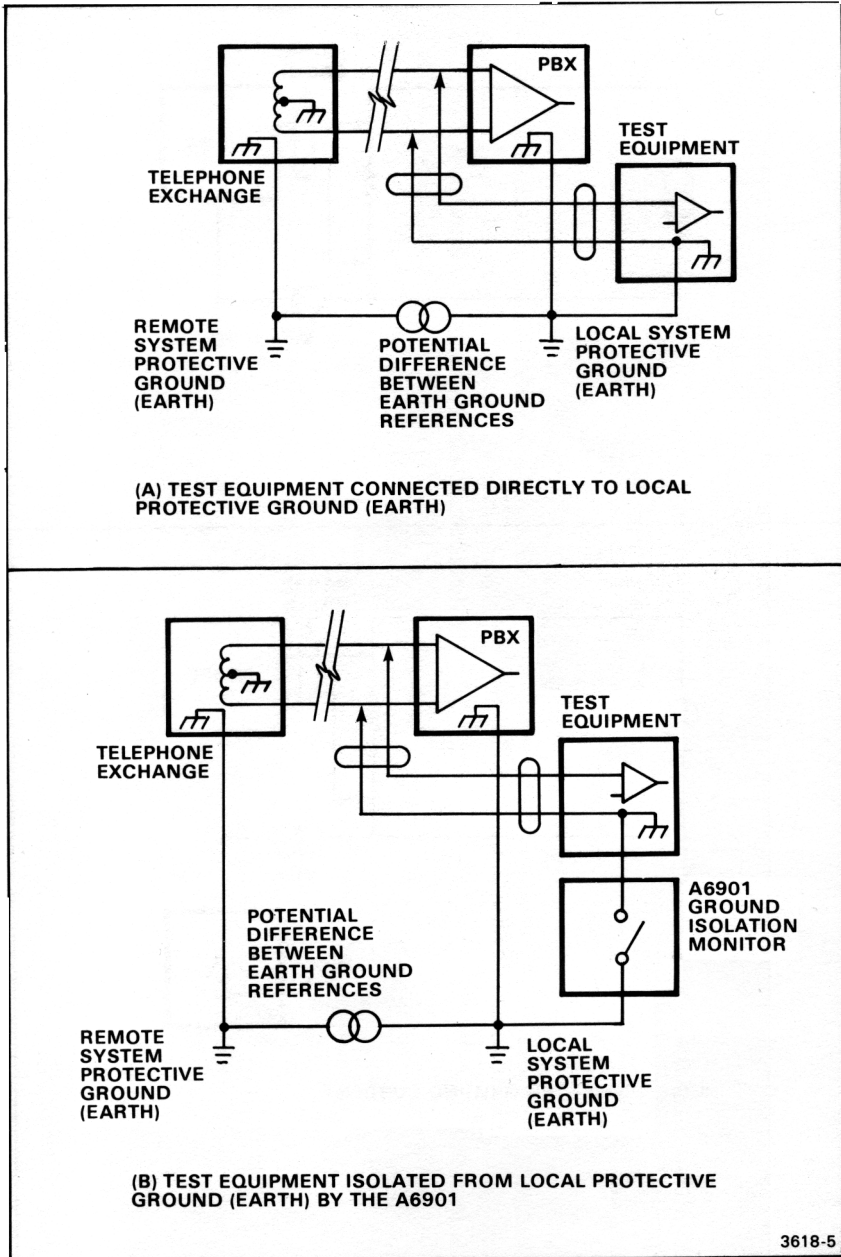 PBX
TEST
EQUIPMENT
TELEPHONE
EXCHANGE
REMOTE
SYSTEM
PROTECTIVE
GROUND
(EARTH)
POTENTIAL
DIFFERENCE
BETWEEN
EARTH GROUND
REFERENCES
LOCAL SYSTEM
PROTECTIVE
GROUND
(EARTH)
(A) TEST EQUIPMENT CONNECTED DIRECTLY TO LOCAL
PROTECTIVE GROUND (EARTH)
PBX
TEST
EQUIPMENT
TELEPHONE
EXCHANGE
A6901
GROUND
ISOLATION
MONITOR
POTENTIAL
DIFFERENCE
BETWEEN
EARTH GROUND
REFERENCES
REMOTE
SYSTEM
PROTECTIVE
GROUND
(EARTH)
LOCAL
SYSTEM
PROTECTIVE
GROUND
(EARTH)
(B) TEST EQUIPMENT ISOLATED FROM LOCAL PROTECTIVE
GROUND (EARTH) BY THE A6901
3618-5